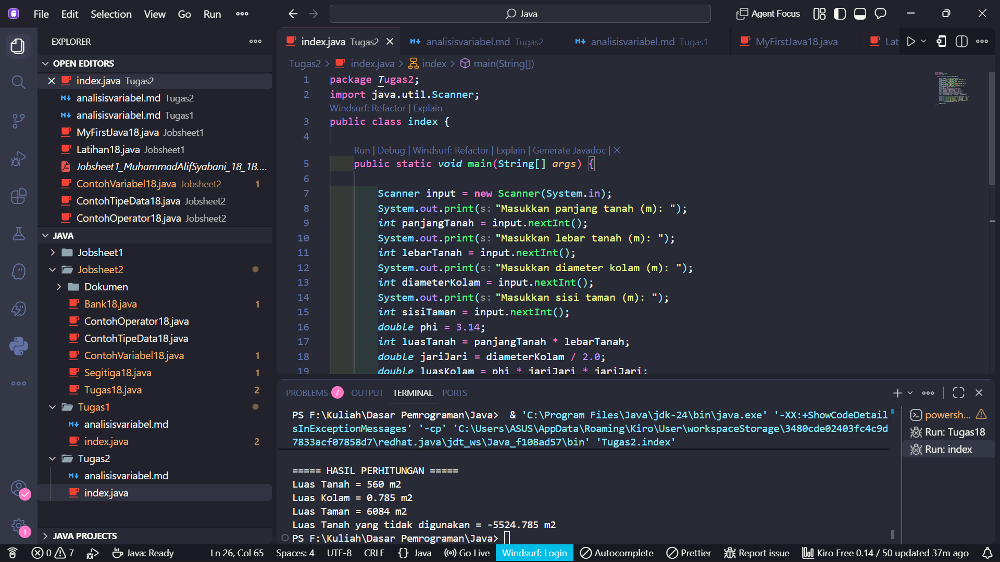 File Edit Selection View Go Run
Java
Agent Focus
EXPLORER
OPEN EDITORS
index.java Tugas2
analisisvariabel.md Tugas2
analisisvariabel.md Tugas1
MyFirstJava18.java Jobsheet1
Latihan18.java Jobsheet1
Jobsheet1_MuhammadAlifSyabani_18_1B....
ContohVariabel18.java Jobsheet2 1
ContohTipeData18.java Jobsheet2
ContohOperator18.java Jobsheet2
JAVA
Jobsheet1
Jobsheet2
Dokumen
Bank18.java 1
ContohOperator18.java
ContohTipeData18.java
ContohVariabel18.java 1
Segitiga18.java 1
Tugas18.java 2
Tugas1
analisisvariabel.md
index.java 2
Tugas2
analisisvariabel.md
index.java
JAVA PROJECTS
1
index.java Tugas2 analisisvariabel.md Tugas2 analisisvariabel.md Tugas1 MyFirstJava18.java Lat
Tugas2 > index.java > index > main(String[])
1 package Tugas2;
2 import java.util.Scanner;
Windsurf: Refactor | Explain
3 public class index {
4
Run | Debug | Windsurf: Refactor | Explain | Generate Javadoc | ×
5 public static void main(String[] args) {
6
7 Scanner input = new Scanner(System.in);
8 System.out.print(s: "Masukkan panjang tanah (m): ");
9 int panjangTanah = input.nextInt();
10 System.out.print(s: "Masukkan lebar tanah (m): ");
11 int lebarTanah = input.nextInt();
12 System.out.print(s: "Masukkan diameter kolam (m): ");
13 int diameterKolam = input.nextInt();
14 System.out.print(s: "Masukkan sisi taman (m): ");
15 int sisiTaman = input.nextInt();
16 double phi = 3.14;
17 int luasTanah = panjangTanah * lebarTanah;
18 double jariJari = diameterKolam / 2.0;
19 double luasKolam = phi * jariJari * jariJari;
PROBLEMS 7 OUTPUT TERMINAL PORTS
PS F:\Kuliah\Dasar Pemrograman\Java>  & 'C:\Program Files\Java\jdk-24\bin\java.exe' '-XX:+ShowCodeDetail
sInExceptionMessages' '-cp' 'C:\Users\ASUS\AppData\Roaming\Kiro\User\workspaceStorage\3480cde02403fc4c9d
7833acf07858d7\redhat.java\jdt_ws\Java_f108ad57\bin' 'Tugas2.index'
===== HASIL PERHITUNGAN =====
Luas Tanah = 560 m2
Luas Kolam = 0.785 m2
Luas Taman = 6084 m2
Luas Tanah yang tidak digunakan = -5524.785 m2
PS F:\Kuliah\Dasar Pemrograman\Java>
powersh...
Run: Tugas18
Run: index
0 7 Java: Ready Ln 26, Col 65 Spaces: 4 UTF-8 CRLF {} Java Go Live Windsurf: Login Autocomplete Prettier Report issue Kiro Free 0.14 / 50 updated 37m ago